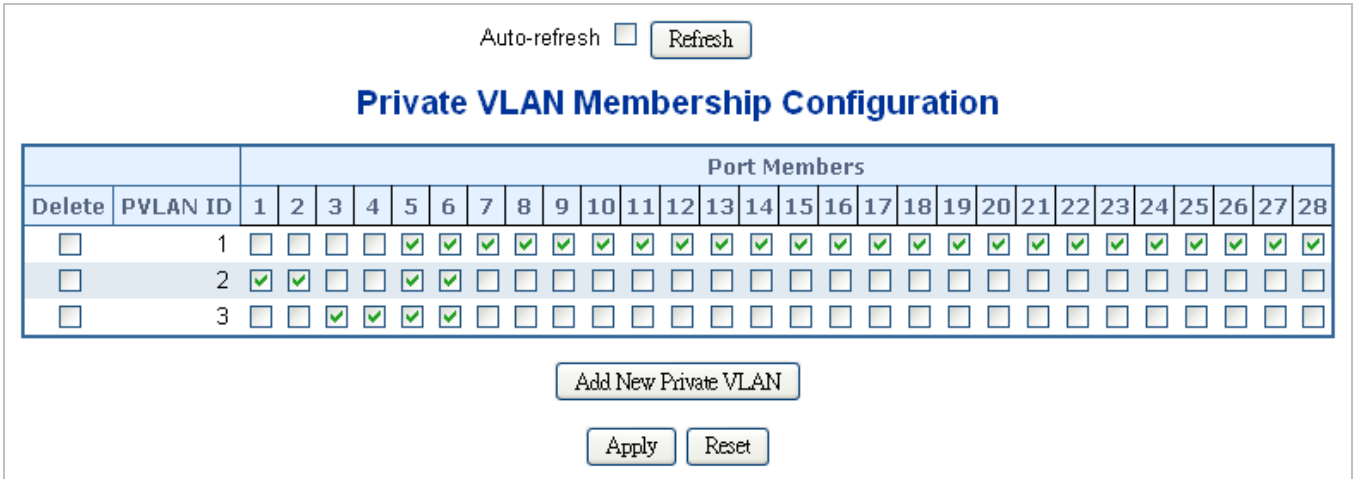 Auto-refresh Refresh
Private VLAN Membership Configuration
Port Members
Delete PVLAN ID 1 2 3 4 5 6 7 8 9 10 11 12 13 14 15 16 17 18 19 20 21 22 23 24 25 26 27 28
1
2
3
Add New Private VLAN
Apply Reset